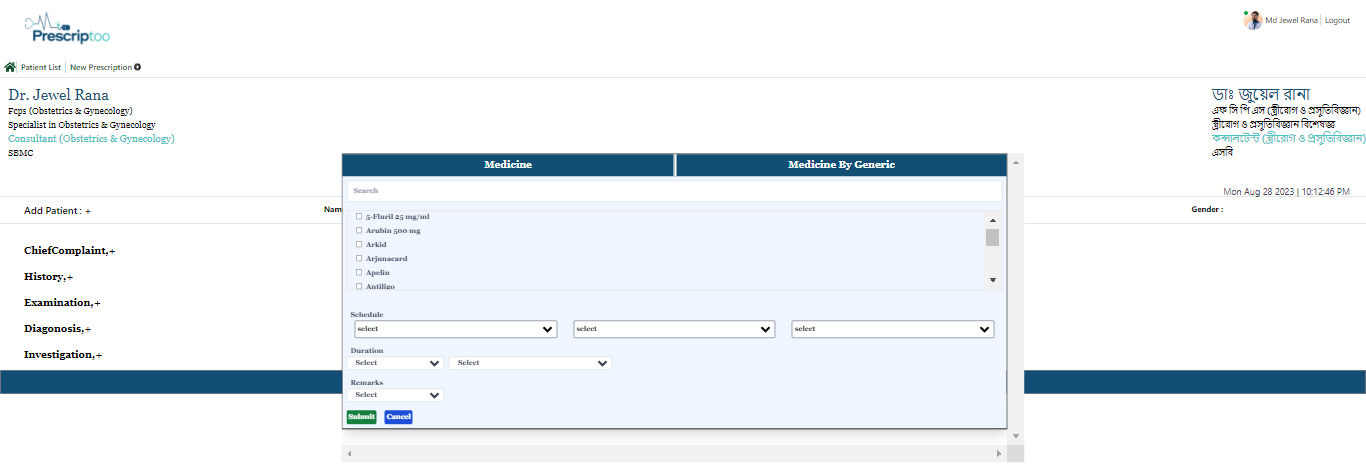 Prescriptoo
Md Jewel Rana
Logout
Patient List
New Prescription
Dr. Jewel Rana
Fcps (Obstetrics & Gynecology)
Specialist in Obstetrics & Gynecology
Consultant (Obstetrics & Gynecology)
SBMC
ডাঃ জুয়েল রানা
এফ সি পি এস (স্ত্রীরোগ ও প্রসুতিবিজ্ঞান)
স্ত্রীরোগ ও প্রসুতিবিজ্ঞান বিশেষজ্ঞ
কন্সালটেন্ট (স্ত্রীরোগ ও প্রসুতিবিজ্ঞান)
এসবি
Mon Aug 28 2023 | 10:12:46 PM
Add Patient : +
Nam
Gender :
ChiefComplaint,+
History,+
Examination,+
Diagonosis,+
Investigation,+
Medicine
Medicine By Generic
Search
5-Fluril 25 mg/ml
Arubin 500 mg
Arkid
Arjunacard
Apelin
Antiligo
Schedule
select
select
select
Duration
Select
Select
Remarks
Select
Submit
Cancel